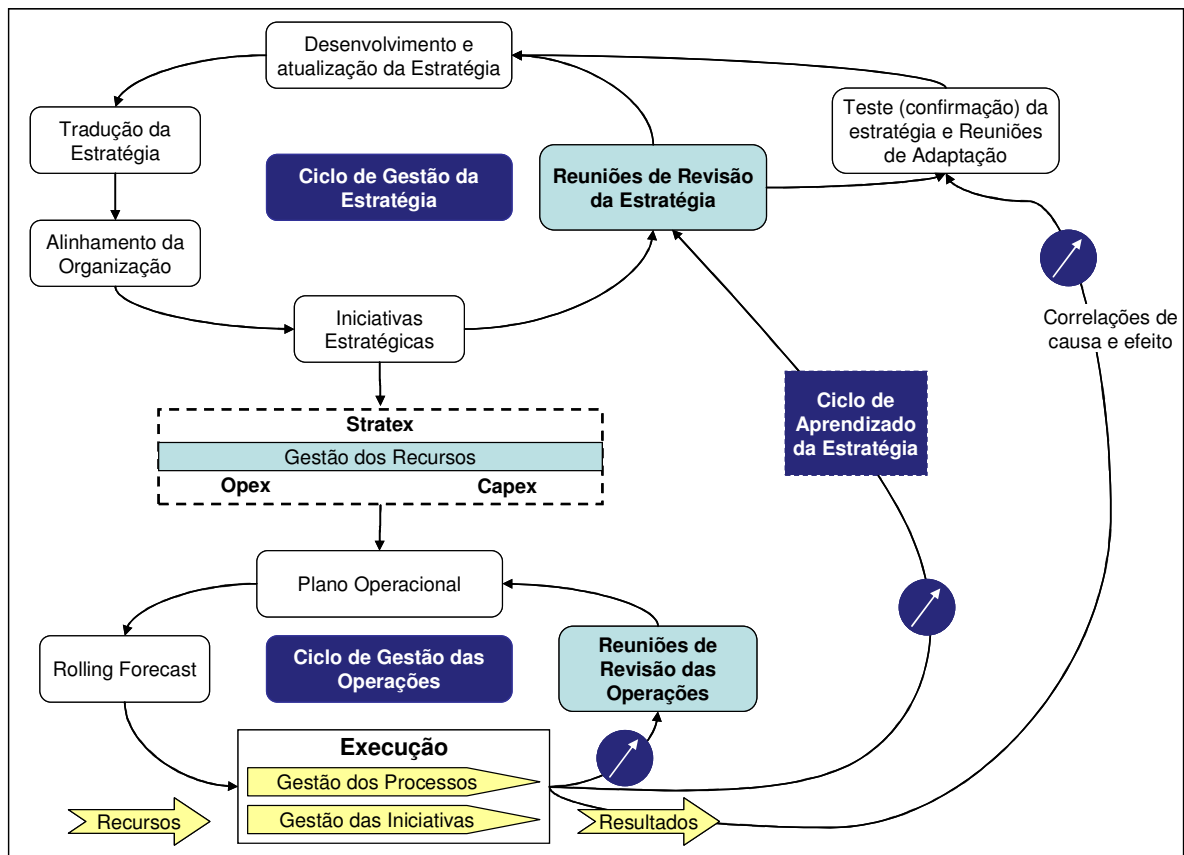 Desenvolvimento e
atualização da Estratégia
Tradução da
Estratégia
Teste (confirmação) da
estratégia e Reuniões
de Adaptação
Ciclo de Gestão da
Estratégia
Reuniões de Revisão
da Estratégia
Alinhamento da
Organização
Iniciativas
Estratégicas
Correlações de
causa e efeito
Ciclo de
Aprendizado
da Estratégia
Stratex
Gestão dos Recursos
Opex
Capex
Plano Operacional
Rolling Forecast
Ciclo de Gestão das
Operações
Reuniões de
Revisão das
Operações
Execução
Gestão dos Processos
Gestão das Iniciativas
Recursos
Resultados